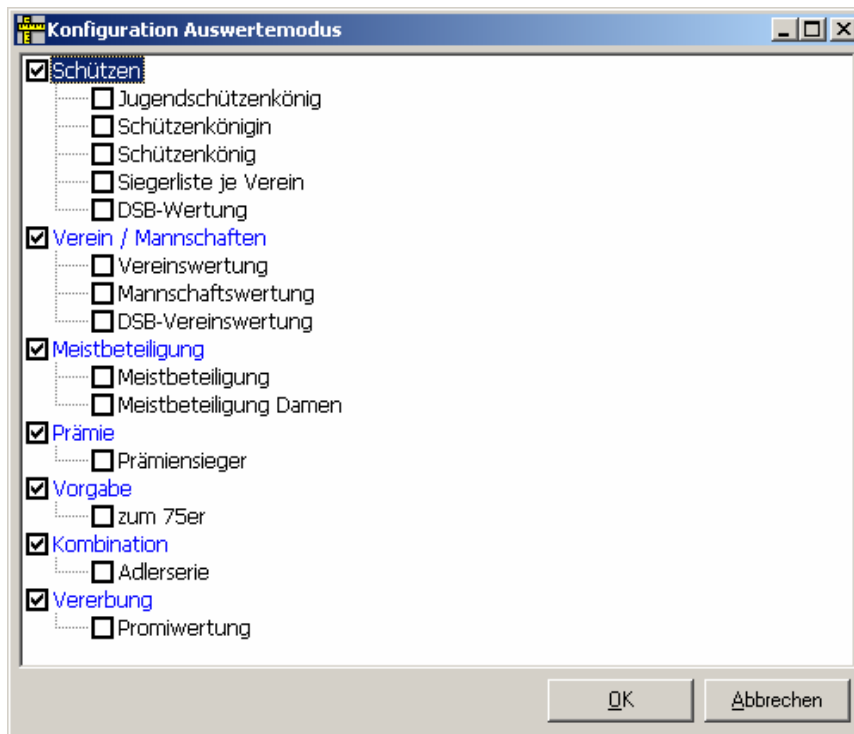 Konfiguration Auswertemodus
Schützen
Jugendschützenkönig
Schützenkönigin
Schützenkönig
Siegerliste je Verein
DSB-Wertung
Verein / Mannschaften
Vereinswertung
Mannschaftswertung
DSB-Vereinswertung
Meistbeteiligung
Meistbeteiligung
Meistbeteiligung Damen
Prämie
Prämiensieger
Vorgabe
zum 75er
Kombination
Adlerserie
Vererbung
Promiwertung
OK Abbrechen